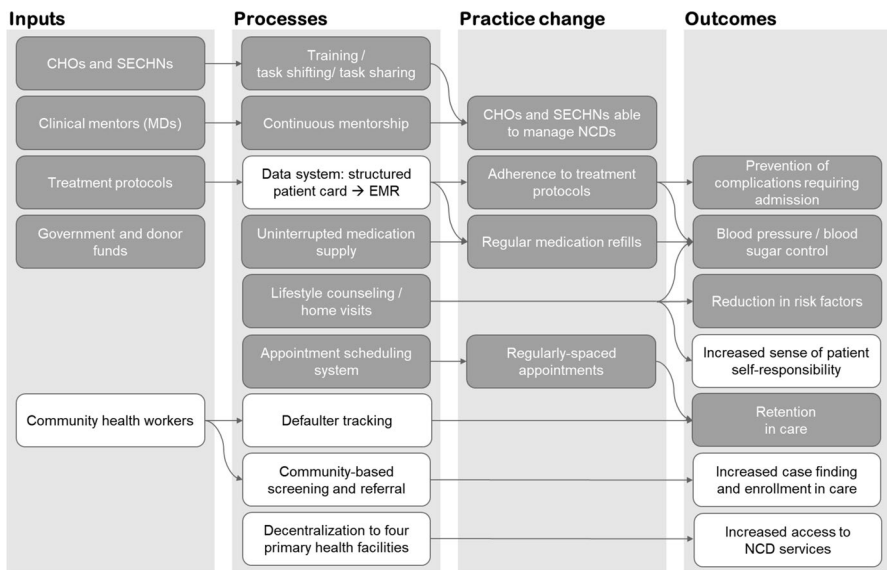 Inputs
Processes
Practice change
Outcomes
CHOs and SECHNs
Clinical mentors (MDs)
Treatment protocols
Government and donor
funds
Community health workers
Training /
task shifting/ task sharing
Continuous mentorship
Data system: structured
patient card → EMR
Uninterrupted medication
supply
Lifestyle counseling /
home visits
Appointment scheduling
system
Defaulter tracking
Community-based
screening and referral
Decentralization to four
primary health facilities
CHOs and SECHNs able
to manage NCDs
Adherence to treatment
protocols
Regular medication refills
Regularly-spaced
appointments
Prevention of
complications requiring
admission
Blood pressure / blood
sugar control
Reduction in risk factors
Increased sense of patient
self-responsibility
Retention
in care
Increased case finding
and enrollment in care
Increased access to
NCD services